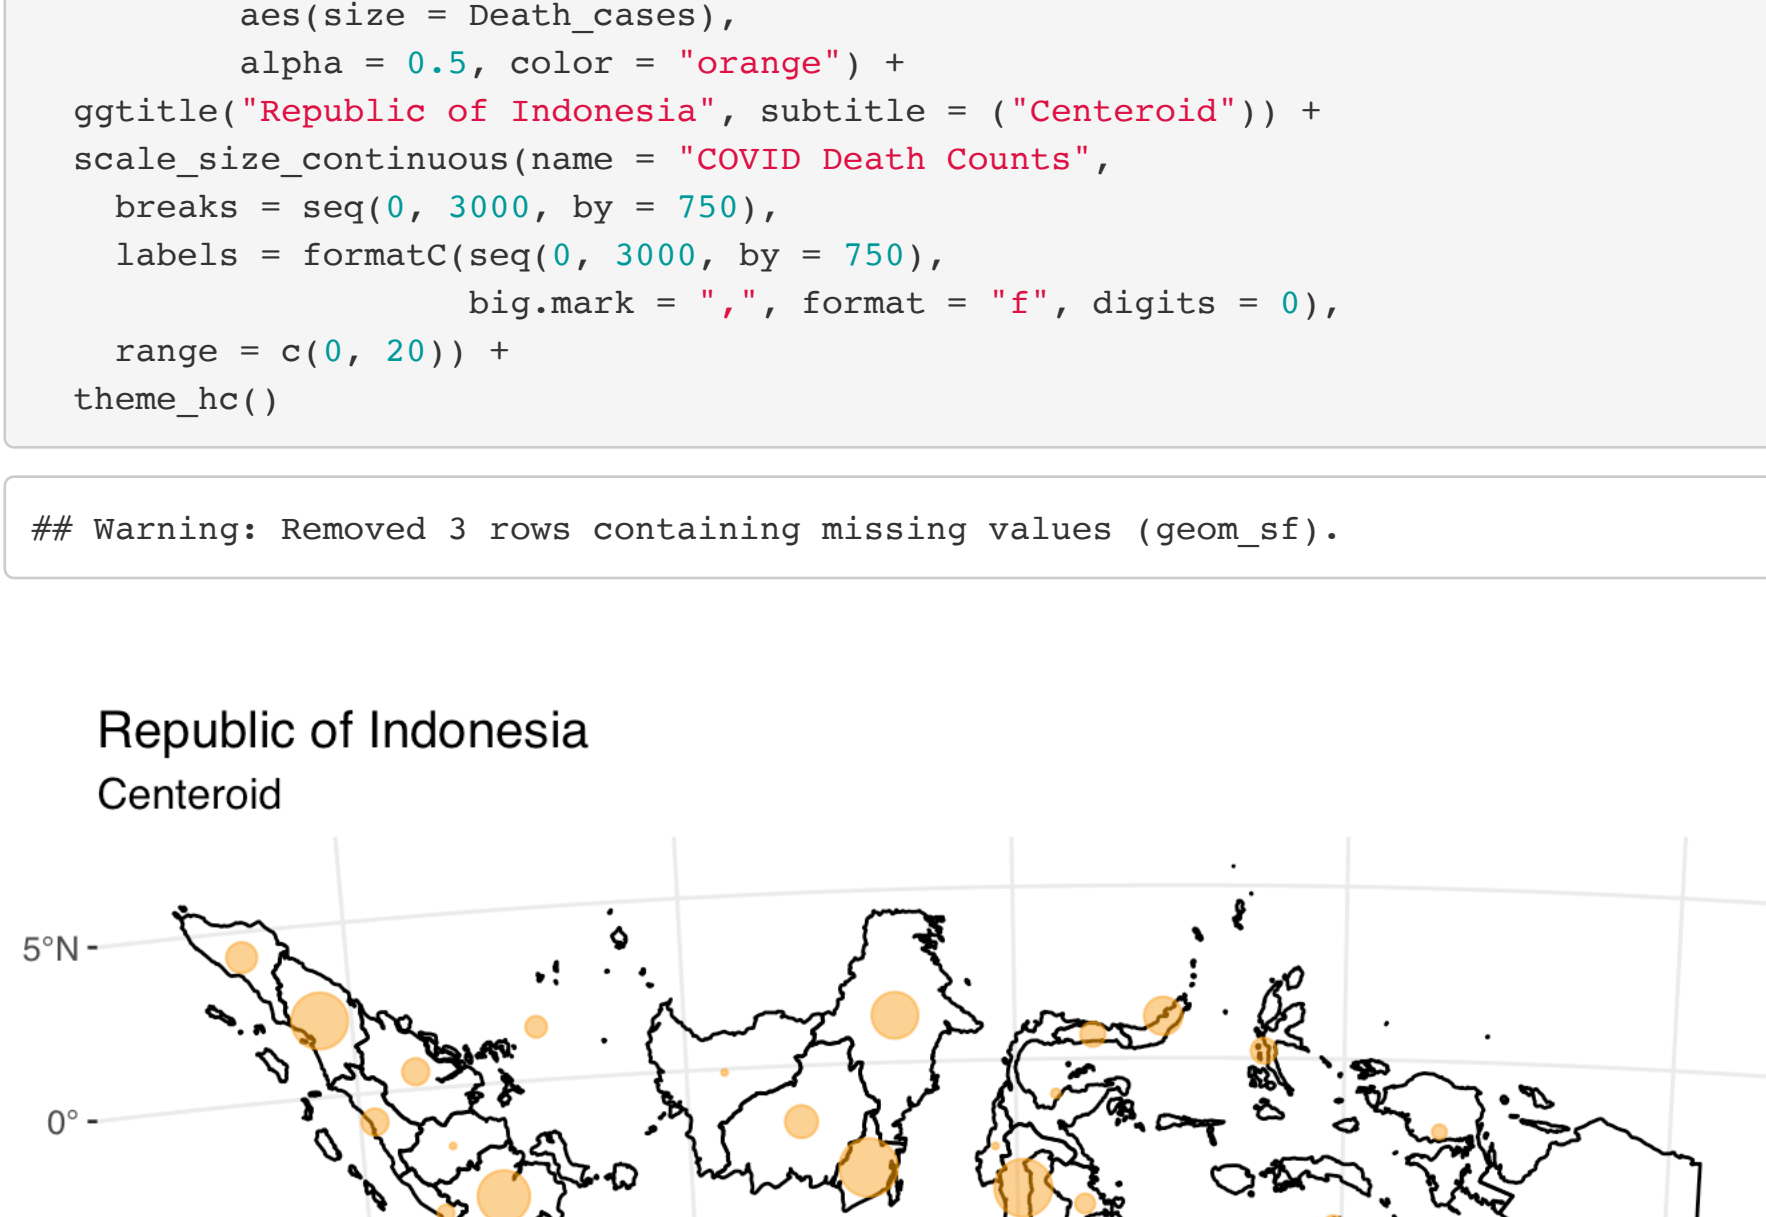 aes(size = Death_cases),
alpha = 0.5, color = "orange") +
ggtitle("Republic of Indonesia", subtitle = ("Centeroid")) +
scale_size_continuous(name = "COVID Death Counts",
breaks = seq(0, 3000, by = 750),
labels = formatC(seq(0, 3000, by = 750),
big.mark = ",", format = "f", digits = 0),
range = c(0, 20)) +
theme_hc()
## Warning: Removed 3 rows containing missing values (geom_sf).
Republic of Indonesia
Centeroid
5°N
0°